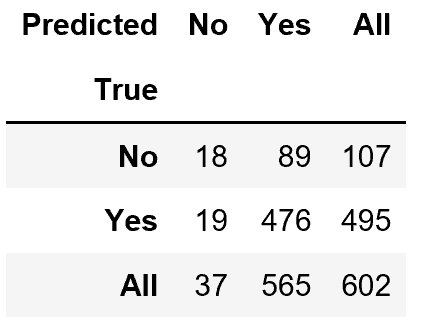 Predicted No Yes All
True
No 18 89 107
Yes 19 476 495
All 37 565 602